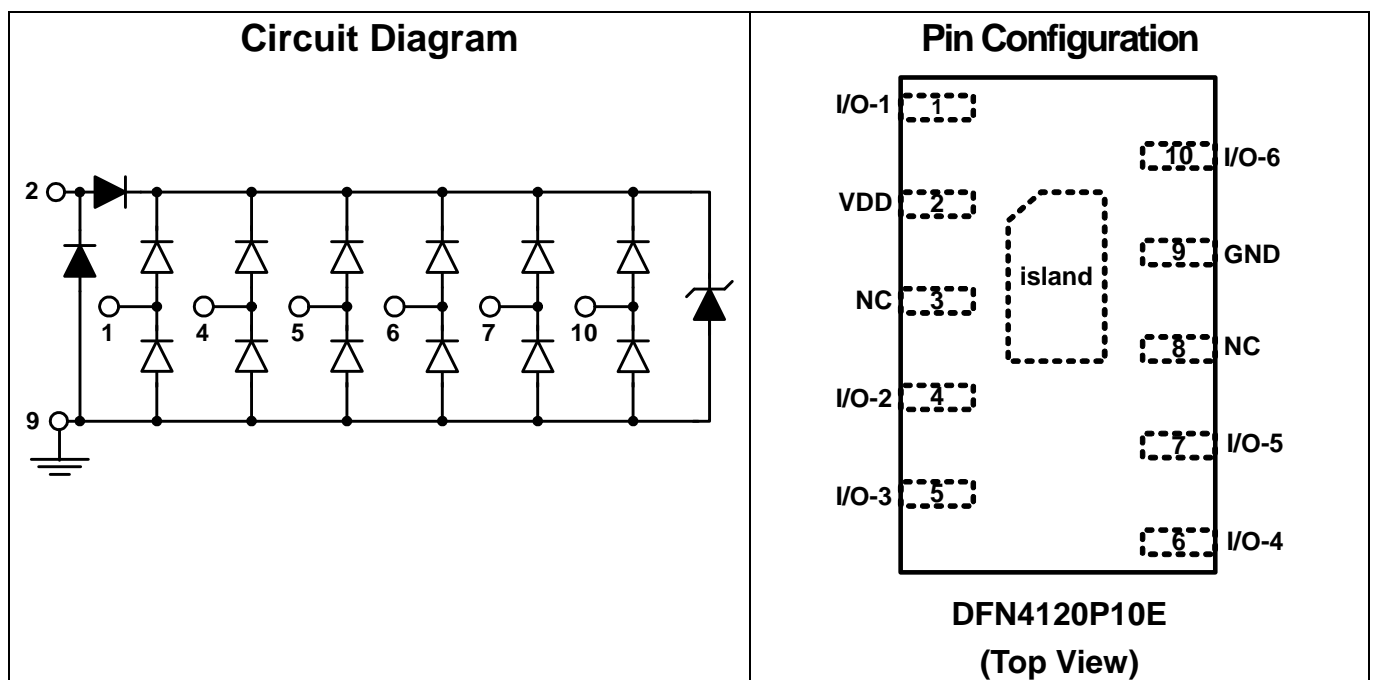 Circuit Diagram
2
1
4
5
6
7
10
9
Pin Configuration
I/O-1 1
10 I/O-6
VDD 2
9 GND
island
NC 3
8 NC
I/O-2 4
7 I/O-5
I/O-3 5
6 I/O-4
DFN4120P10E
(Top View)